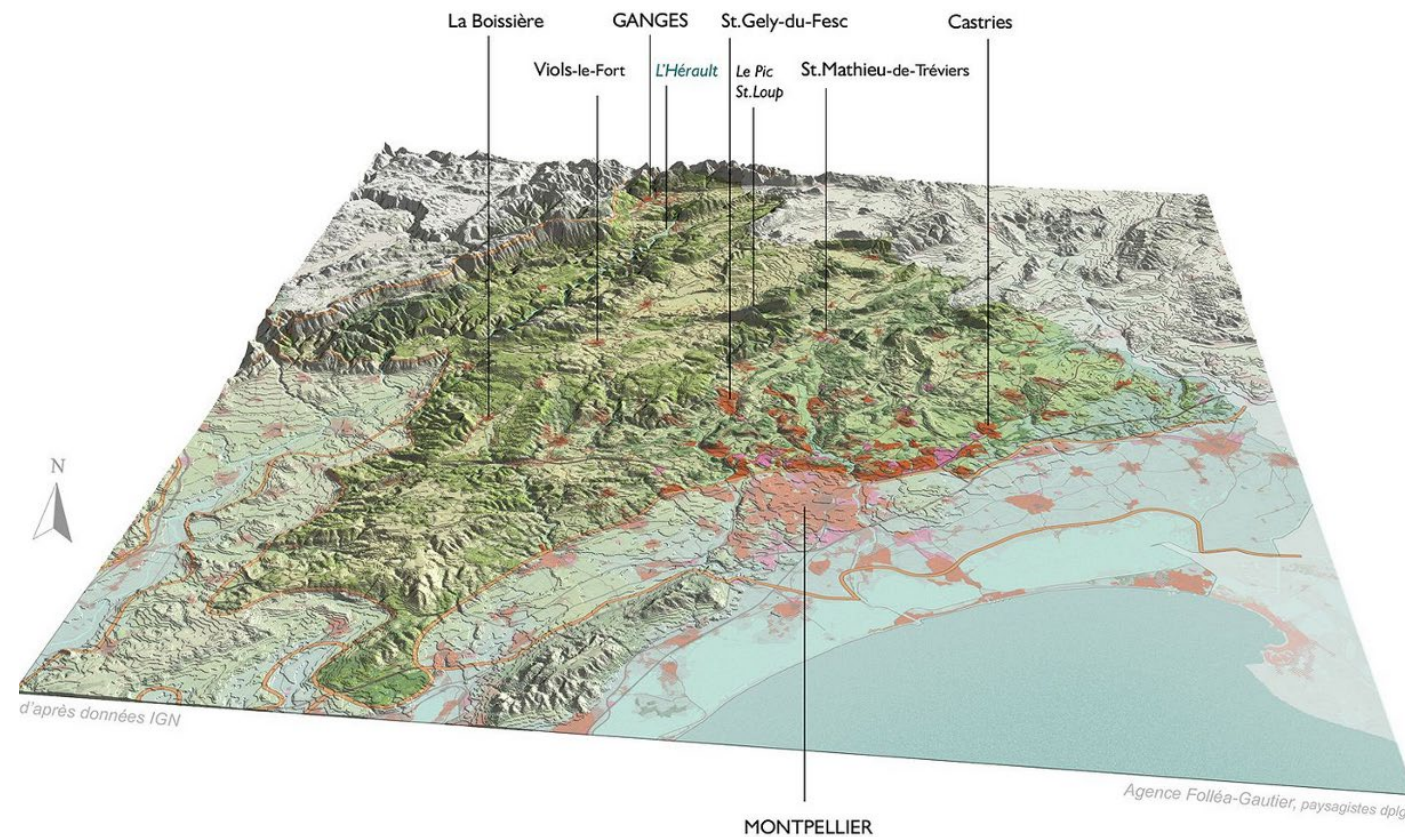 La Boissière
GANGES
St.Gely-du-Fesc
Castries
Viols-le-Fort
L'Hérault
Le Pic
St.Loup
St.Mathieu-de-Tréviers
N
d'après données IGN
Agence Folléa-Gautier, paysagistes dplg
MONTPELLIER